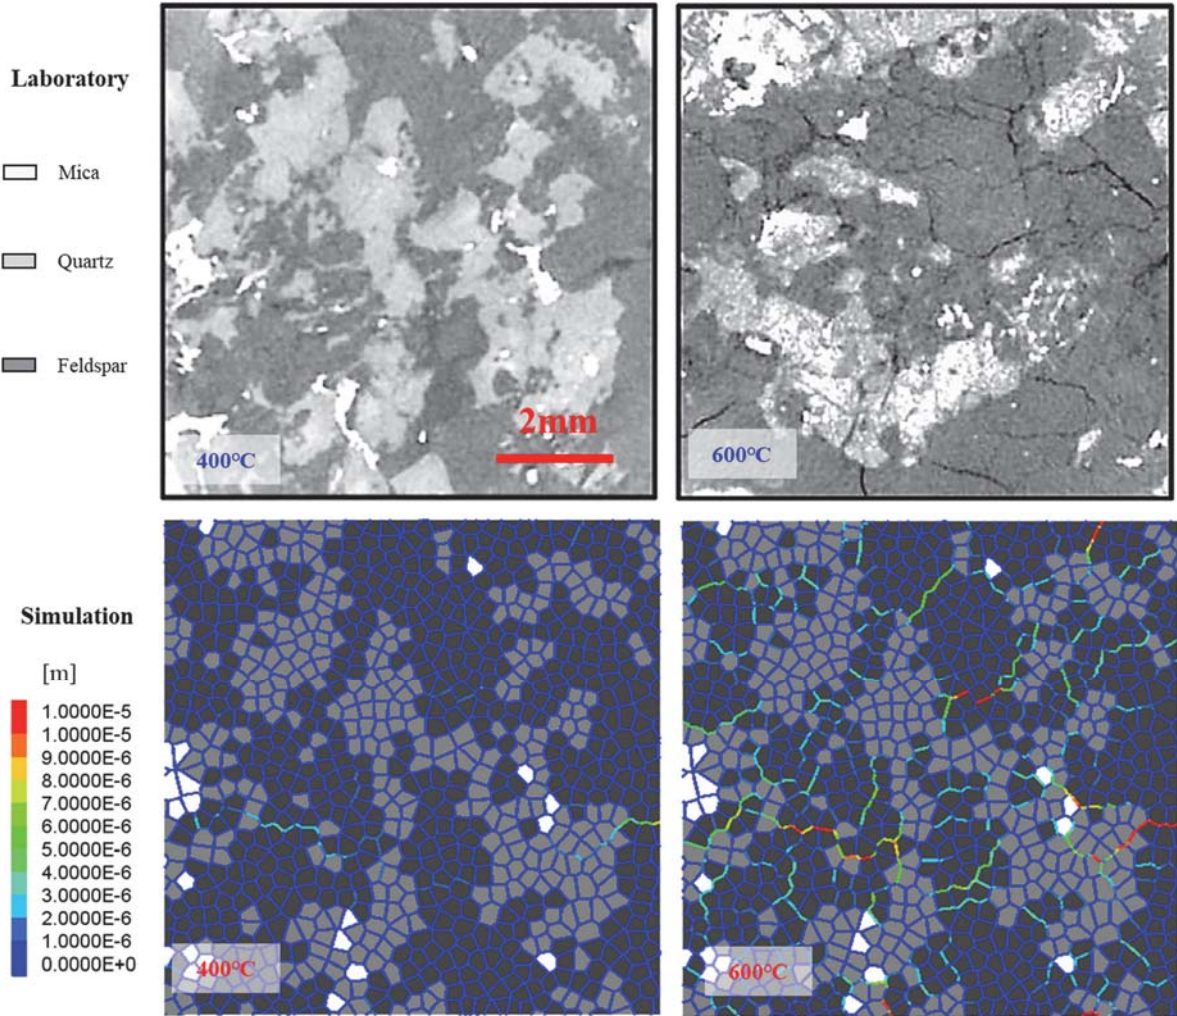 Laboratory
Mica
Quartz
Feldspar
2mm
400℃
600℃
Simulation
[m]
1.0000E-5
1.0000E-5
9.0000E-6
8.0000E-6
7.0000E-6
6.0000E-6
5.0000E-6
4.0000E-6
3.0000E-6
2.0000E-6
1.0000E-6
0.0000E+0
400℃
600℃